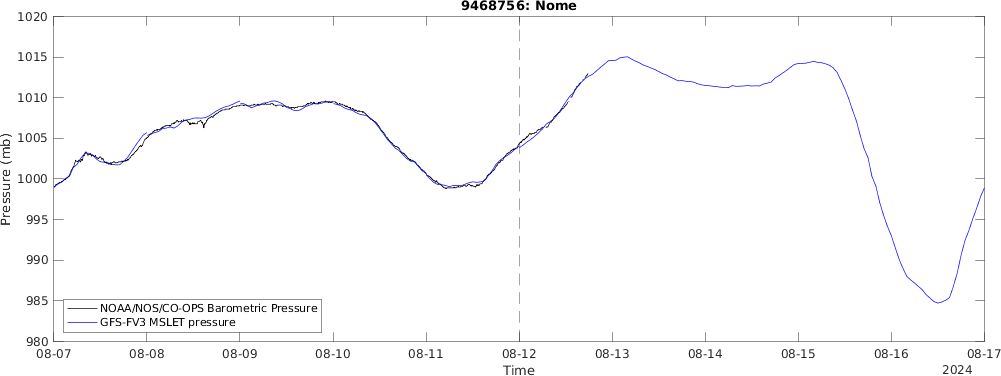 9468756: Nome
Pressure (mb)
1020
1015
1010
1005
1000
995
990
985
980
NOAA/NOS/CO-OPS Barometric Pressure
GFS-FV3 MSLET pressure
08-07 08-08 08-09 08-10 08-11 08-12 08-13 08-14 08-15 08-16 08-17
Time
2024